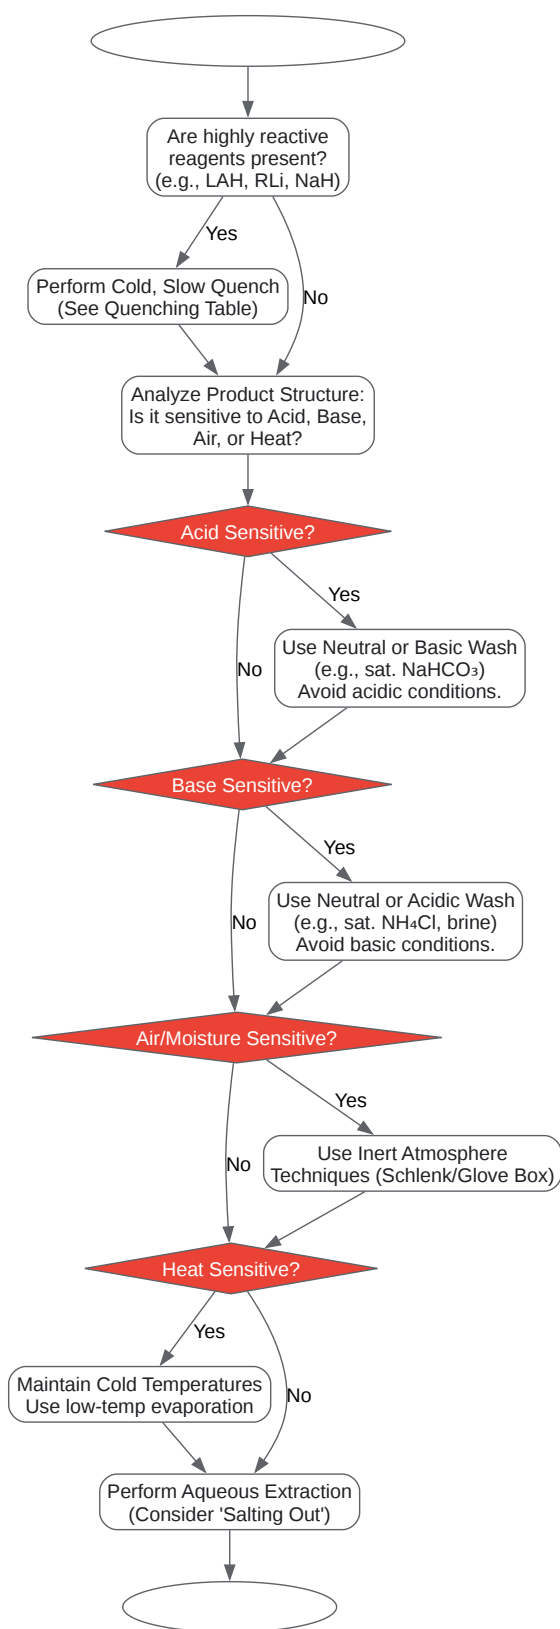 Are highly reactive
reagents present?
(e.g., LAH, RLi, NaH)
Yes
Perform Cold, Slow Quench
(See Quenching Table)
No
Analyze Product Structure:
Is it sensitive to Acid, Base,
Air, or Heat?
Acid Sensitive?
Yes
Use Neutral or Basic Wash
(e.g., sat. NaHCO₃)
Avoid acidic conditions.
No
Base Sensitive?
Yes
Use Neutral or Acidic Wash
(e.g., sat. NH₄Cl, brine)
Avoid basic conditions.
No
Air/Moisture Sensitive?
Yes
Use Inert Atmosphere
Techniques (Schlenk/Glove Box)
No
Heat Sensitive?
Yes
Maintain Cold Temperatures
Use low-temp evaporation
No
Perform Aqueous Extraction
(Consider 'Salting Out')